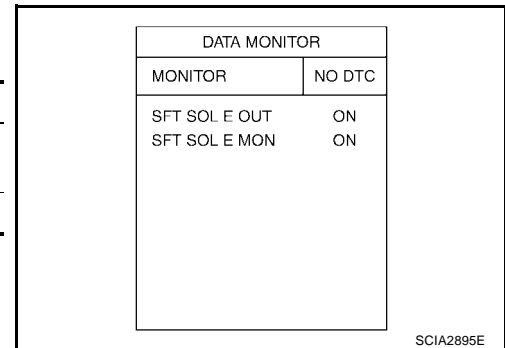 DATA MONITOR
MONITOR NO DTC
SFT SOL E OUT ON
SFT SOL E MON ON
SCIA2895E